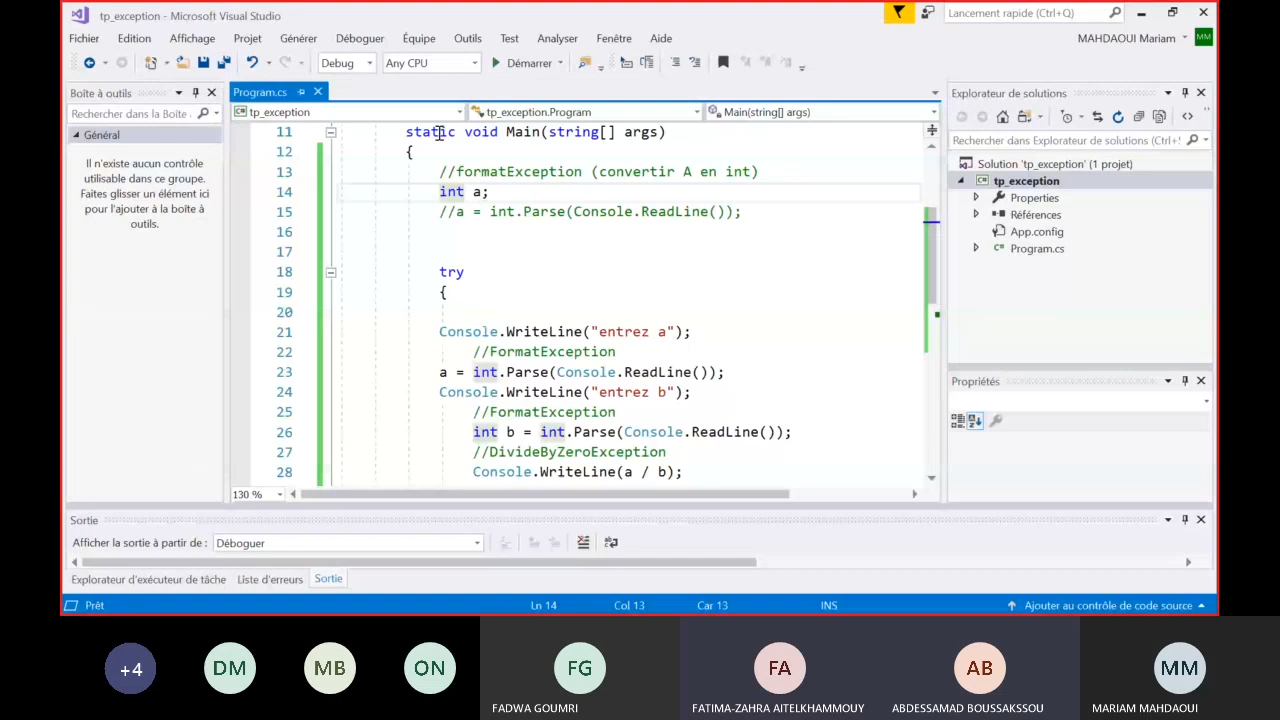 tp_exception - Microsoft Visual Studio
Lancement rapide (Ctrl+Q)
Fichier Edition Affichage Projet Générer Déboguer Équipe Outils Test Analyser Fenêtre Aide
MAHDAOUI Mariam MM
Debug Any CPU Démarrer
Boîte à outils
Rechercher dans la Boîte
Général
Il n'existe aucun contrôle
utilisable dans ce groupe.
Faites glisser un élément ici
pour l'ajouter à la boîte à
outils.
Program.cs
tp_exception tp_exception.Program Main(string[] args)
11 static void Main(string[] args)
12 {
13 //formatException (convertir A en int)
14 int a;
15 //a = int.Parse(Console.ReadLine());
16
17
18 try
19 {
20
21 Console.WriteLine("entrez a");
22 //FormatException
23 a = int.Parse(Console.ReadLine());
24 Console.WriteLine("entrez b");
25 //FormatException
26 int b = int.Parse(Console.ReadLine());
27 //DivideByZeroException
28 Console.WriteLine(a / b);
130 %
Explorateur de solutions
Rechercher dans l'Explorateur de solutions (Ctrl+$)
Solution 'tp_exception' (1 projet)
tp_exception
Properties
Références
App.config
Program.cs
Propriétés
Sortie
Afficher la sortie à partir de : Déboguer
Explorateur d'exécuteur de tâche Liste d'erreurs Sortie
Prêt Ln 14 Col 13 Car 13 INS Ajouter au contrôle de code source
+4 DM MB ON FG FA AB MM
FADWA GOUMRI FATIMA-ZAHRA AITELKHAMMOUY ABDESSAMAD BOUSSAKSSOU MARIAM MAHDAOUI